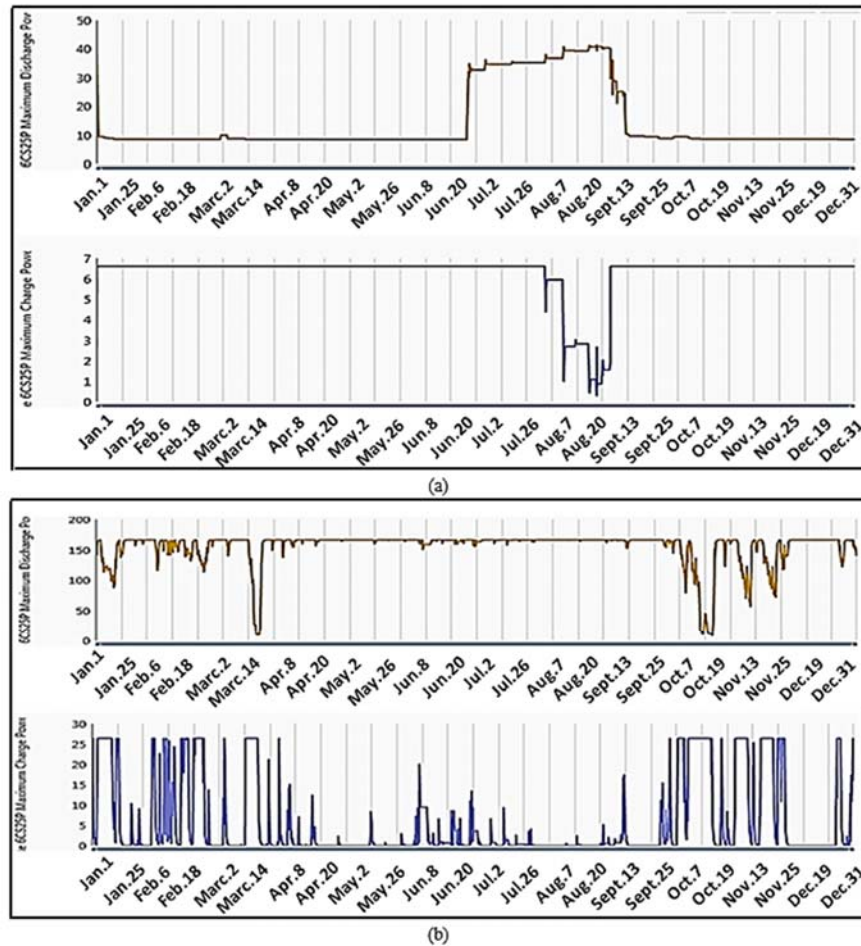 6CS25P Maximum Discharge Pow
50
40
30
20
10
0
Jan.1 Jan.25 Feb.6 Feb.18 Marc.2 Marc.14 Apr.8 Apr.20 May.2 May.26 Jun.8 Jun.20 Jul.2 Jul.26 Aug.7 Aug.20 Sept.13 Sept.25 Oct.7 Oct.19 Nov.13 Nov.25 Dec.19 Dec.31
e 6CS25P Maximum Charge Powe
7
6
5
4
3
2
1
0
Jan.1 Jan.25 Feb.6 Feb.18 Marc.2 Marc.14 Apr.8 Apr.20 May.2 May.26 Jun.8 Jun.20 Jul.2 Jul.26 Aug.7 Aug.20 Sept.13 Sept.25 Oct.7 Oct.19 Nov.13 Nov.25 Dec.19 Dec.31
(a)
6CS25P Maximum Discharge Po
200
150
100
50
0
Jan.1 Jan.25 Feb.6 Feb.18 Marc.2 Marc.14 Apr.8 Apr.20 May.2 May.26 Jun.8 Jun.20 Jul.2 Jul.26 Aug.7 Aug.20 Sept.13 Sept.25 Oct.7 Oct.19 Nov.13 Nov.25 Dec.19 Dec.31
e 6CS25P Maximum Charge Powe
30
25
20
15
10
5
0
Jan.1 Jan.25 Feb.6 Feb.18 Marc.2 Marc.14 Apr.8 Apr.20 May.2 May.26 Jun.8 Jun.20 Jul.2 Jul.26 Aug.7 Aug.20 Sept.13 Sept.25 Oct.7 Oct.19 Nov.13 Nov.25 Dec.19 Dec.31
(b)